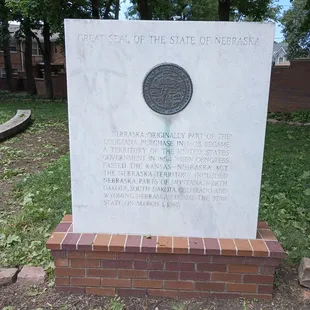 GREAT SEAL OF THE STATE OF NEBRASKA
NEBRASKA, ORIGINALLY PART OF THE
LOUISIANA PURCHASE IN 1803 BECAME
A TERRITORY OF THE UNITED STATES
GOVERNMENT IN 1854 WHEN CONGRESS
PASSED THE KANSAS-NEBRASKA ACT
THE NEBRASKA TERRITORY INCLUDED
NEBRASKA, PARTS OF MONTANA, NORTH
DAKOTA, SOUTH DAKOTA, COLORADO AND
WYOMING. NEBRASKA BECAME THE 37TH
STATE ON MARCH 1,